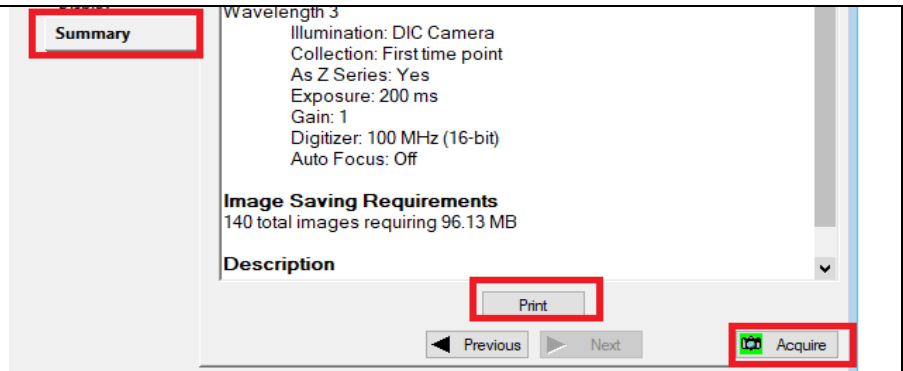 Summary
Wavelength 3
Illumination: DIC Camera
Collection: First time point
As Z Series: Yes
Exposure: 200 ms
Gain: 1
Digitizer: 100 MHz (16-bit)
Auto Focus: Off
Image Saving Requirements
140 total images requiring 96.13 MB
Description
Print
Previous
Next
Acquire